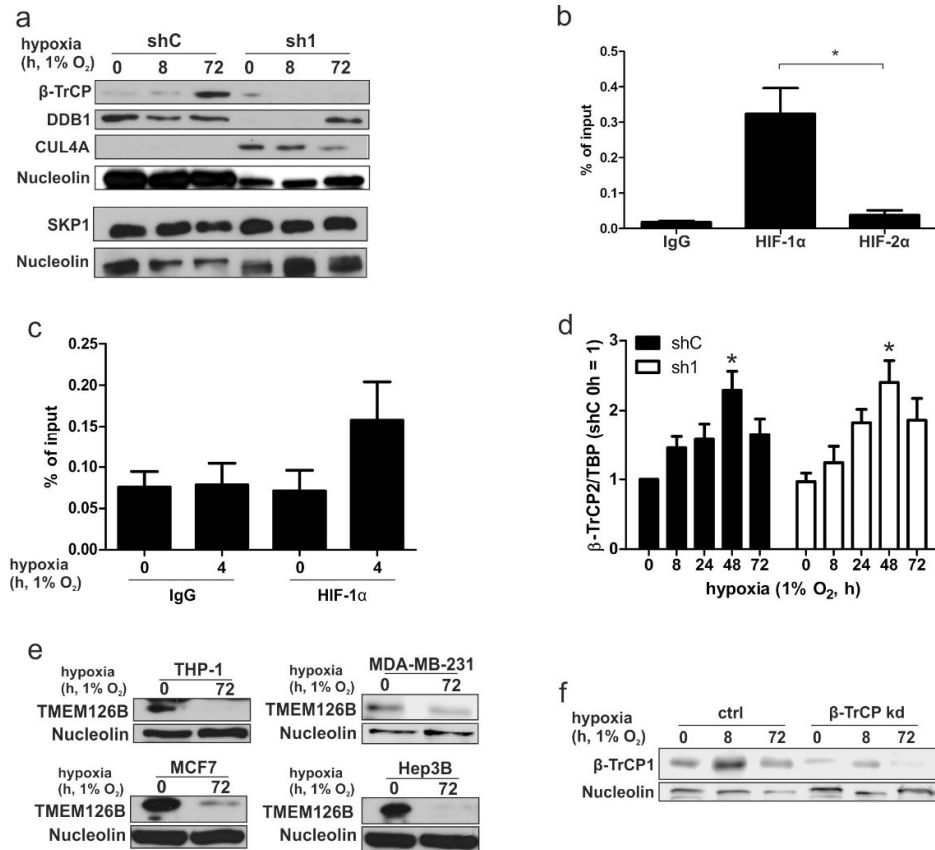 a
hypoxia
(h, 1% O₂)
shC sh1
0 8 72 0 8 72
β-TrCP
DDB1
CUL4A
Nucleolin
SKP1
Nucleolin
b
% of input
0.5
0.4
0.3
0.2
0.1
0.0
*
IgG HIF-1α HIF-2α
c
% of input
0.25
0.20
0.15
0.10
0.05
0.00
hypoxia
(h, 1% O₂)
0 4 0 4
IgG HIF-1α
d
β-TrCP2/TBP (shC 0h = 1)
3
2
1
0
shC
sh1
* *
0 8 24 48 72 0 8 24 48 72
hypoxia (1% O₂, h)
e
hypoxia
(h, 1% O₂)
THP-1
0 72
TMEM126B
Nucleolin
hypoxia
(h, 1% O₂)
MDA-MB-231
0 72
TMEM126B
Nucleolin
hypoxia
(h, 1% O₂)
MCF7
0 72
TMEM126B
Nucleolin
hypoxia
(h, 1% O₂)
Hep3B
0 72
TMEM126B
Nucleolin
f
hypoxia
(h, 1% O₂)
ctrl β-TrCP kd
0 8 72 0 8 72
β-TrCP1
Nucleolin